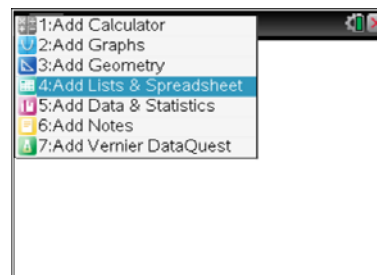 1:Add Calculator
2:Add Graphs
3:Add Geometry
4:Add Lists & Spreadsheet
5:Add Data & Statistics
6:Add Notes
7:Add Vernier DataQuest